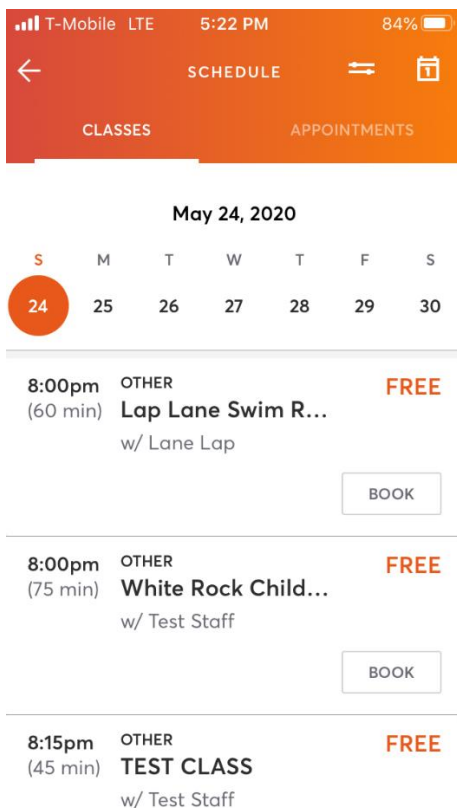 T-Mobile LTE 5:22 PM 84%
SCHEDULE
1
CLASSES APPOINTMENTS
May 24, 2020
S M T W T F S
24 25 26 27 28 29 30
8:00pm OTHER FREE
(60 min) Lap Lane Swim R...
w/ Lane Lap
BOOK
8:00pm OTHER FREE
(75 min) White Rock Child...
w/ Test Staff
BOOK
8:15pm OTHER FREE
(45 min) TEST CLASS
w/ Test Staff